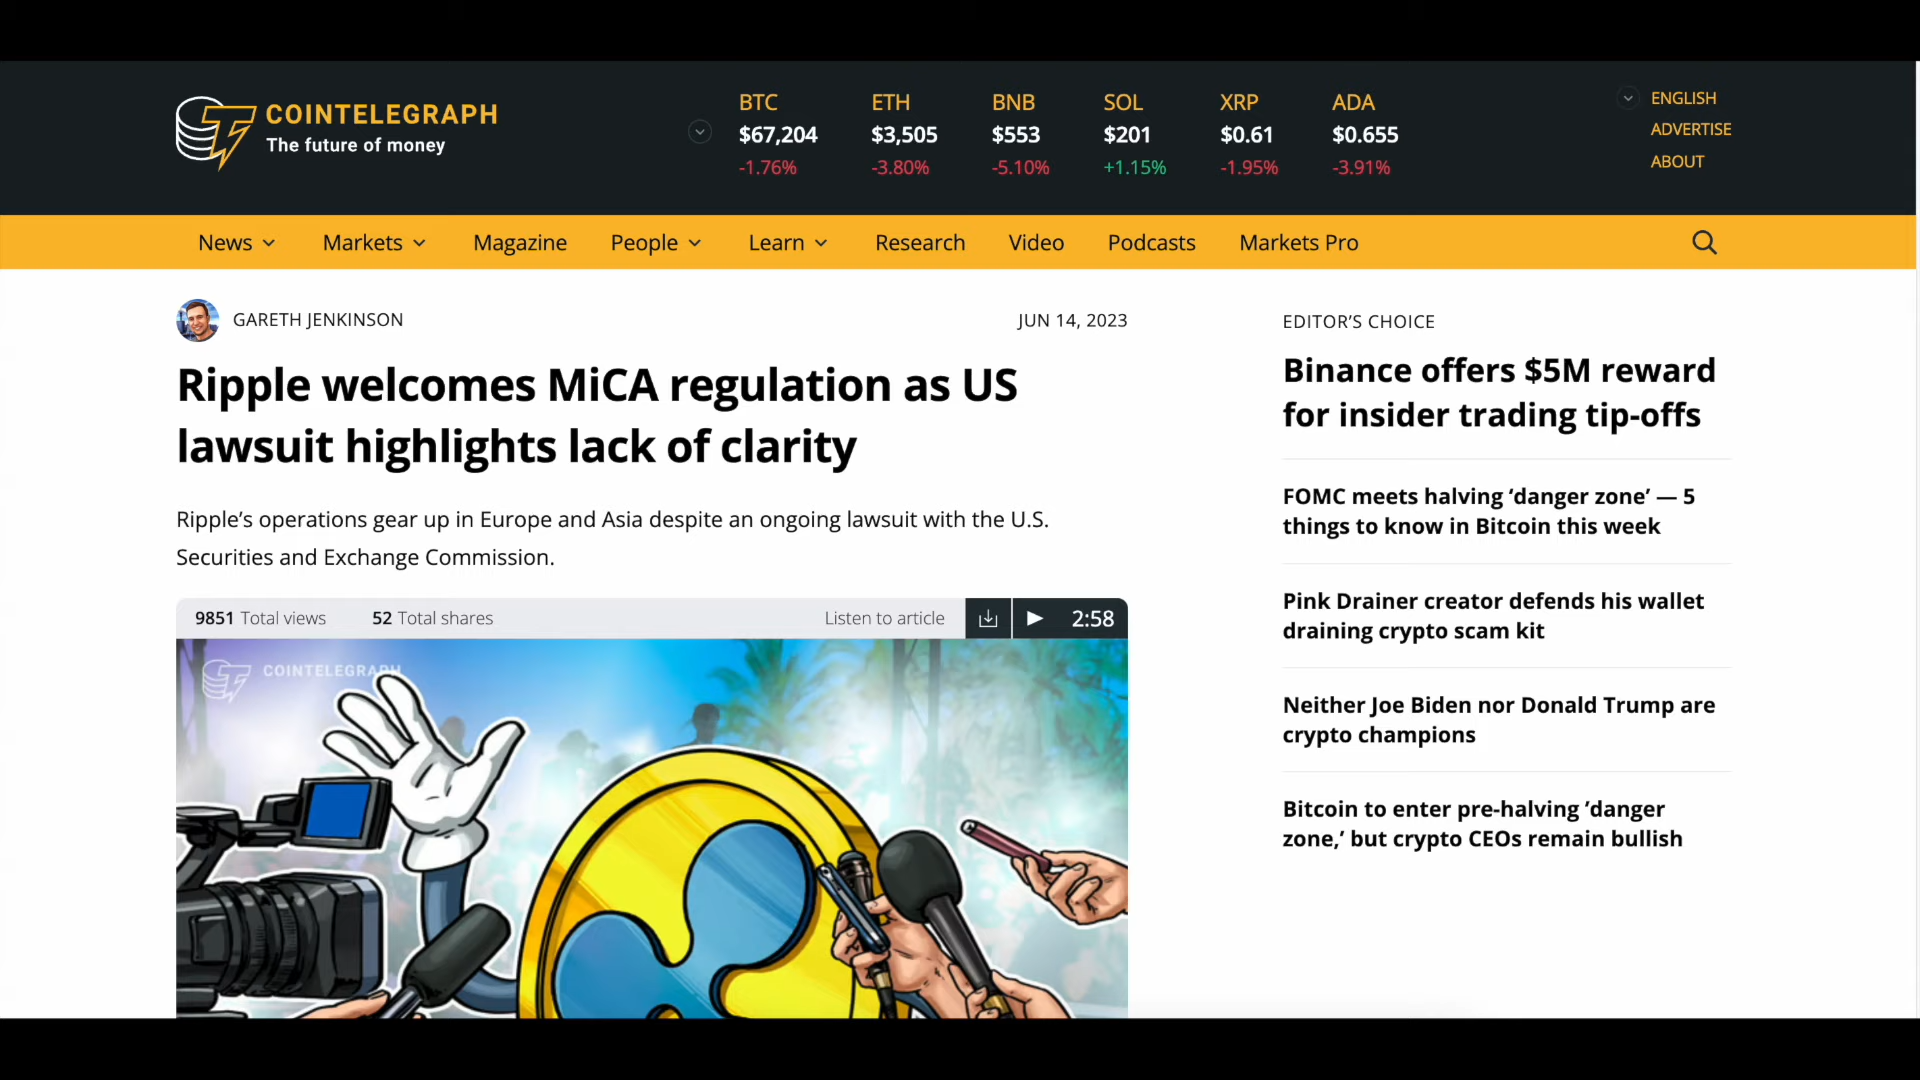 COINTELEGRAPH
The future of money
BTC
$67,204
-1.76%
ETH
$3,505
-3.80%
BNB
$553
-5.10%
SOL
$201
+1.15%
XRP
$0.61
-1.95%
ADA
$0.655
-3.91%
ENGLISH
ADVERTISE
ABOUT
News Markets Magazine People Learn Research Video Podcasts Markets Pro
GARETH JENKINSON
JUN 14, 2023
Ripple welcomes MiCA regulation as US
lawsuit highlights lack of clarity
Ripple’s operations gear up in Europe and Asia despite an ongoing lawsuit with the U.S.
Securities and Exchange Commission.
9851 Total views 52 Total shares Listen to article 2:58
COINTELEGRAPH
EDITOR’S CHOICE
Binance offers $5M reward
for insider trading tip-offs
FOMC meets halving ‘danger zone’ — 5
things to know in Bitcoin this week
Pink Drainer creator defends his wallet
draining crypto scam kit
Neither Joe Biden nor Donald Trump are
crypto champions
Bitcoin to enter pre-halving ’danger
zone,’ but crypto CEOs remain bullish